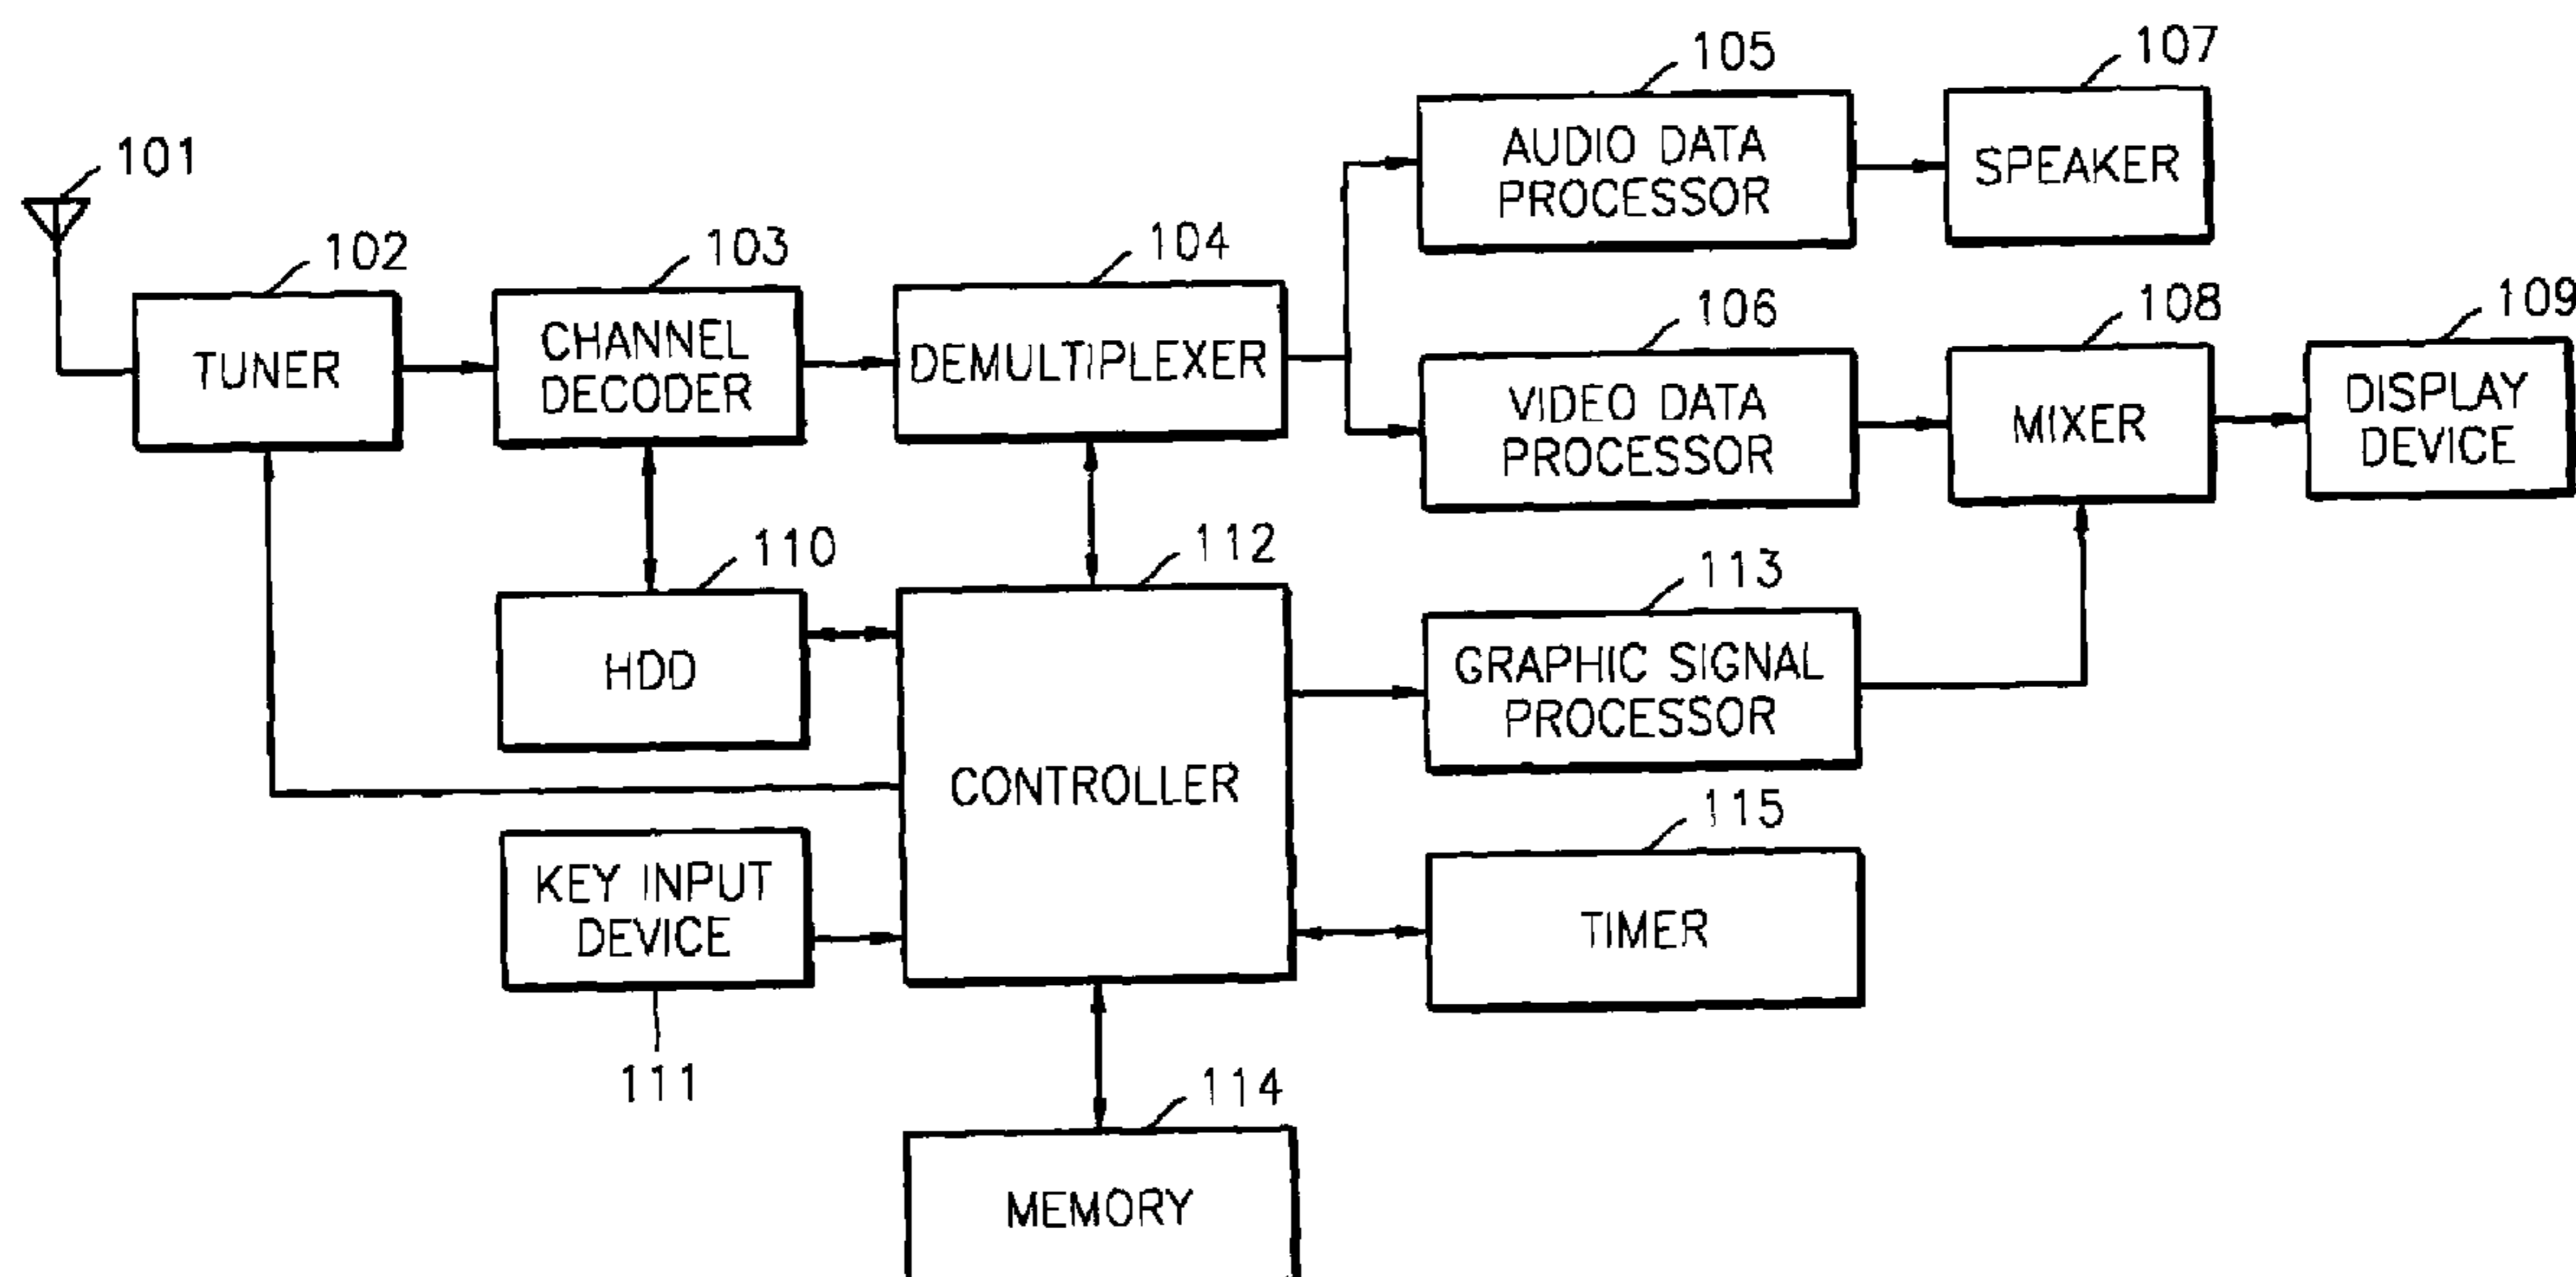 101
102
TUNER
103
CHANNEL
DECODER
104
DEMULTIPLEXER
105
AUDIO DATA
PROCESSOR
107
SPEAKER
106
VIDEO DATA
PROCESSOR
108
MIXER
109
DISPLAY
DEVICE
110
HDD
112
CONTROLLER
113
GRAPHIC SIGNAL
PROCESSOR
KEY INPUT
DEVICE
111
115
TIMER
114
MEMORY